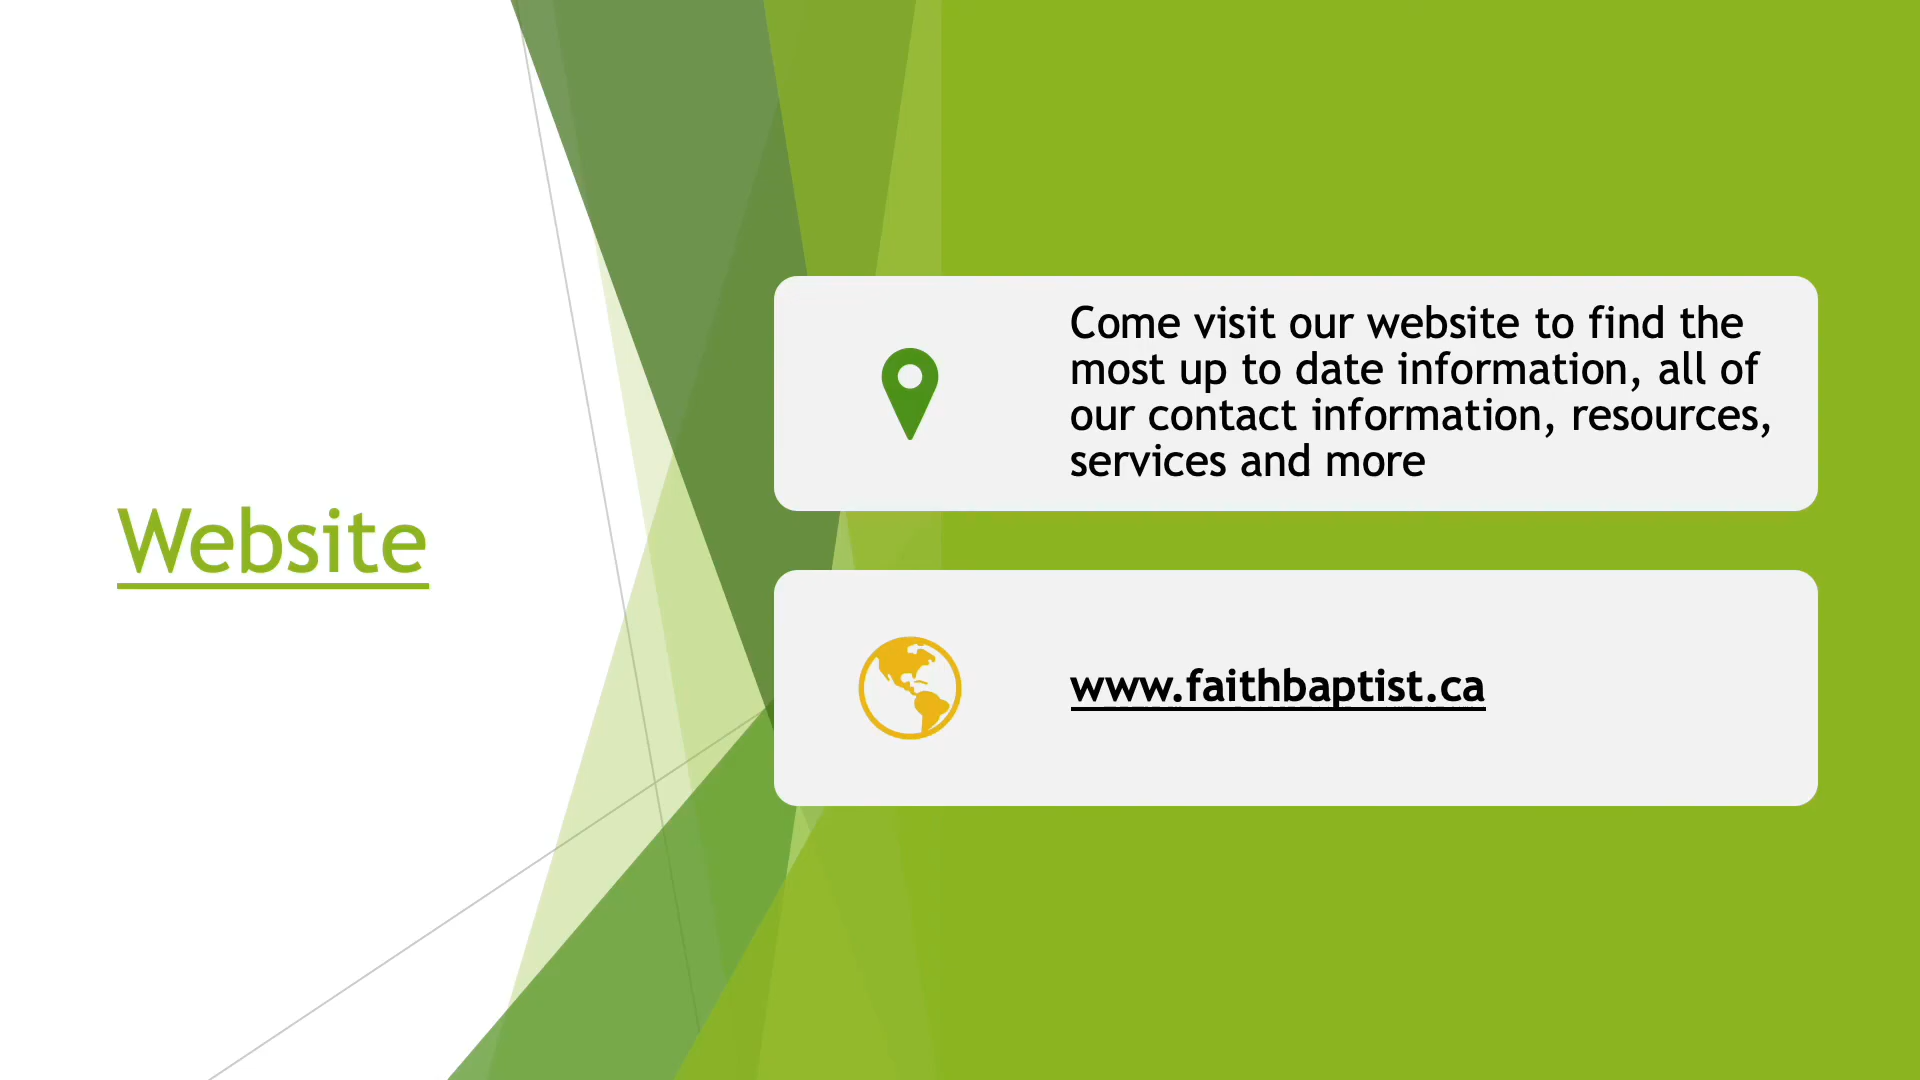 Website
Come visit our website to find the
most up to date information, all of
our contact information, resources,
services and more
www.faithbaptist.ca